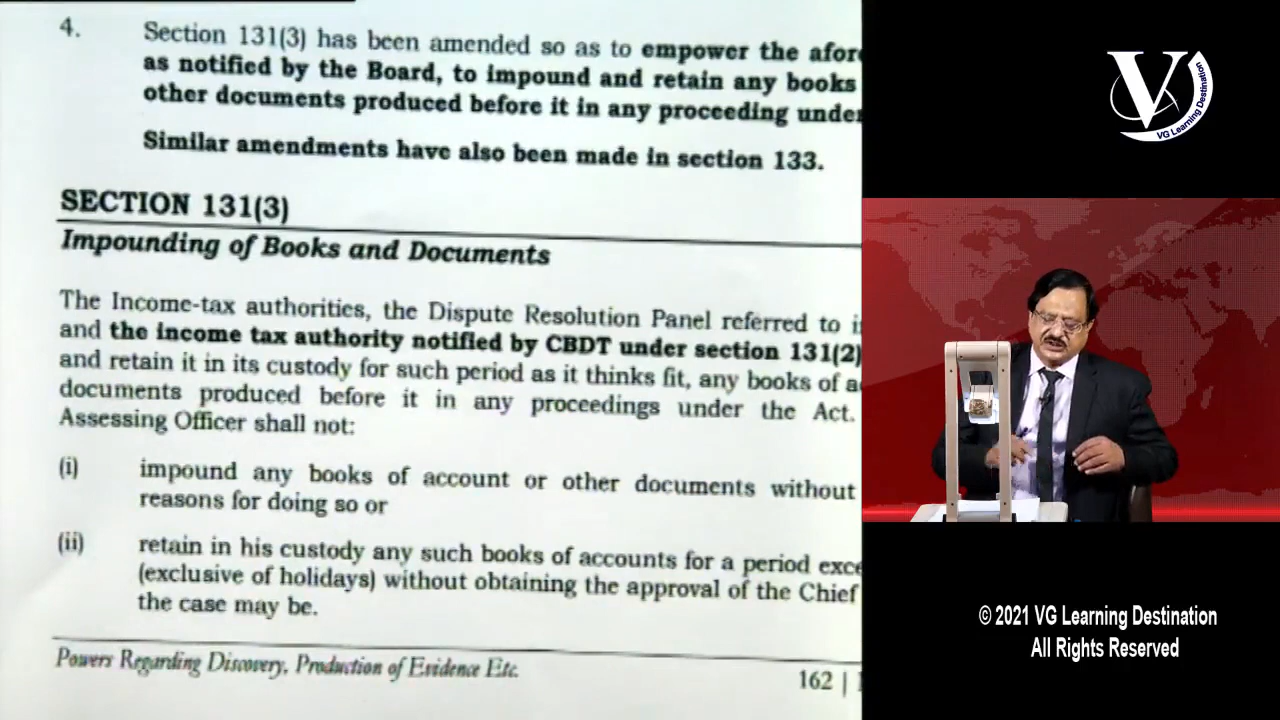 4.
Section 131(3) has been amended so as to empower the afore
as notified by the Board, to impound and retain any books
other documents produced before it in any proceeding under
Similar amendments have also been made in section 133.
SECTION 131(3)
Impounding of Books and Documents
The Income-tax authorities, the Dispute Resolution Panel referred to i
and the income tax authority notified by CBDT under section 131(2)
and retain it in its custody for such period as it thinks fit, any books of a
documents produced before it in any proceedings under the Act.
Assessing Officer shall not:
(i) impound any books of account or other documents without
reasons for doing so or
(ii) retain in his custody any such books of accounts for a period exce
(exclusive of holidays) without obtaining the approval of the Chief
the case may be.
Powers Regarding Discovery, Production of Evidence Etc.
162 |
V
VG Learning Destination
© 2021 VG Learning Destination
All Rights Reserved